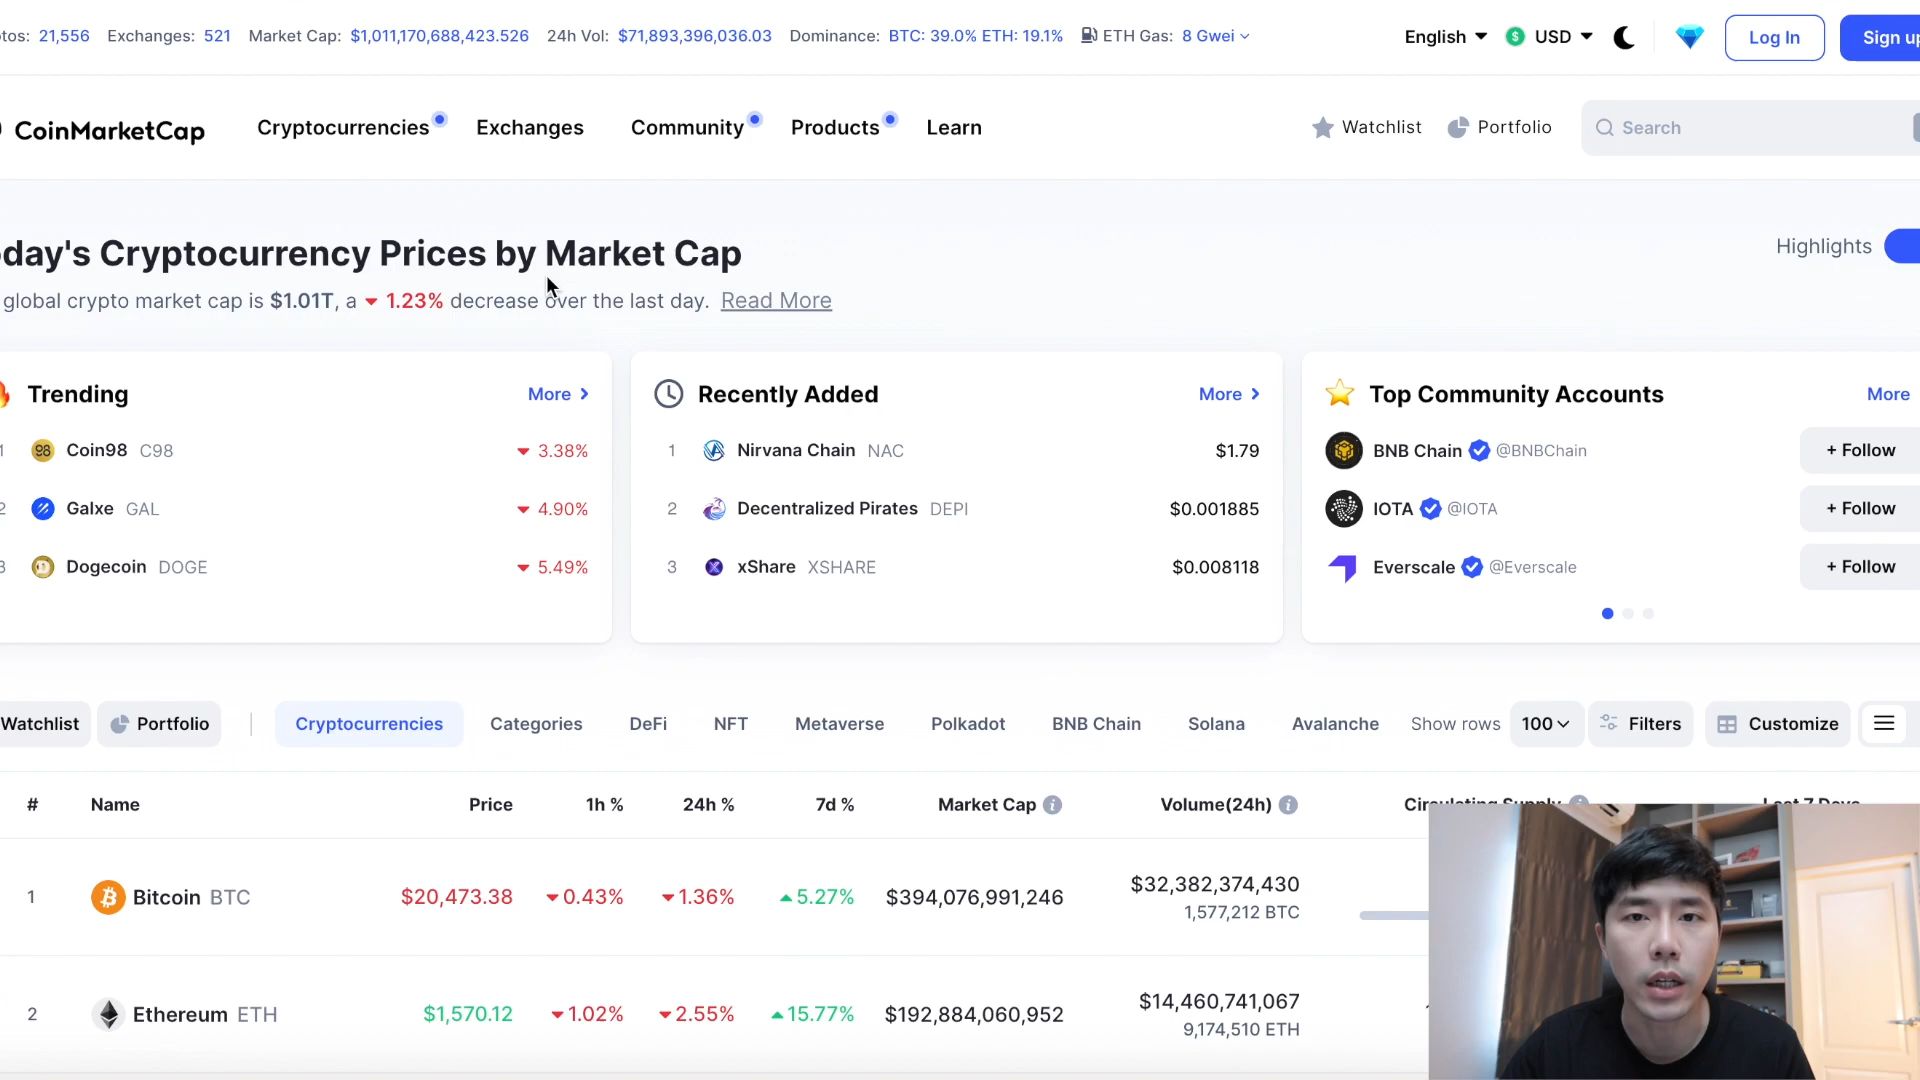 tos: 21,556 Exchanges: 521 Market Cap: $1,011,170,688,423.526 24h Vol: $71,893,396,036.03 Dominance: BTC: 39.0% ETH: 19.1% ETH Gas: 8 Gwei English USD Log In Sign up
CoinMarketCap Cryptocurrencies Exchanges Community Products Learn Watchlist Portfolio Search
day's Cryptocurrency Prices by Market Cap Highlights
global crypto market cap is $1.01T, a 1.23% decrease over the last day. Read More
Trending More Recently Added More Top Community Accounts More
1 Coin98 C98 3.38% 1 Nirvana Chain NAC $1.79 BNB Chain @BNBChain + Follow
2 Galxe GAL 4.90% 2 Decentralized Pirates DEPI $0.001885 IOTA @IOTA + Follow
3 Dogecoin DOGE 5.49% 3 xShare XSHARE $0.008118 Everscale @Everscale + Follow
Watchlist Portfolio Cryptocurrencies Categories DeFi NFT Metaverse Polkadot BNB Chain Solana Avalanche Show rows 100 Filters Customize
# Name Price 1h % 24h % 7d % Market Cap Volume(24h) Circulating Supply Last 7 Days
1 Bitcoin BTC $20,473.38 0.43% 1.36% 5.27% $394,076,991,246 $32,382,374,430
1,577,212 BTC
2 Ethereum ETH $1,570.12 1.02% 2.55% 15.77% $192,884,060,952 $14,460,741,067
9,174,510 ETH